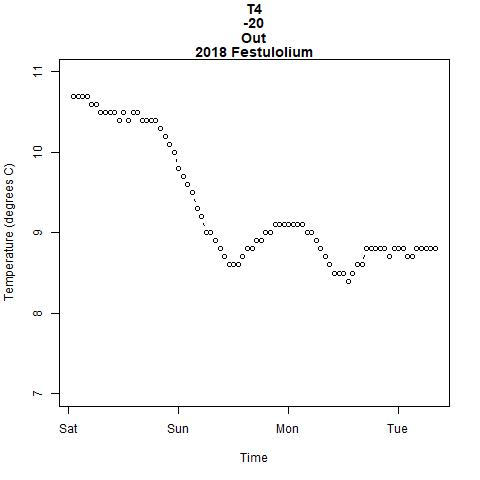 T4
-20
Out
2018 Festulolium
Temperature (degrees C)
11
10
9
8
7
Sat Sun Mon Tue
Time